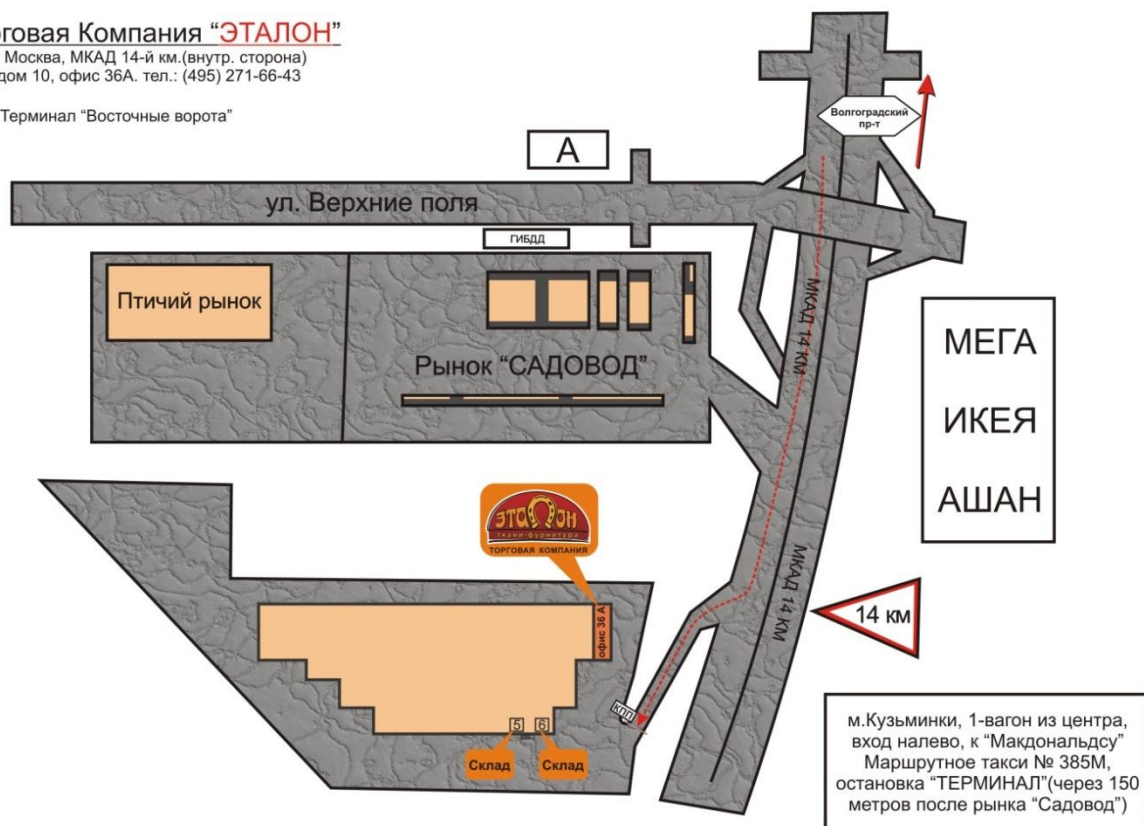 рговая Компания “ЭТАЛОН”
Москва, МКАД 14-й км.(внутр. сторона)
дом 10, офис 36А. тел.: (495) 271-66-43
Терминал “Восточные ворота”
Волгоградский
пр-т
А
ул. Верхние поля
ГИБДД
Птичий рынок
Рынок “САДОВОД”
МКАД 14 КМ
МЕГА
ИКЕЯ
АШАН
ЭТАЛОН
ткани-фурнитура
ТОРГОВАЯ КОМПАНИЯ
МКАД 14 КМ
14 км
офис 36 А
КПП
5
6
Склад
Склад
м.Кузьминки, 1-вагон из центра,
вход налево, к “Макдональдсу”
Маршрутное такси № 385М,
остановка “ТЕРМИНАЛ”(через 150
метров после рынка “Садовод”)